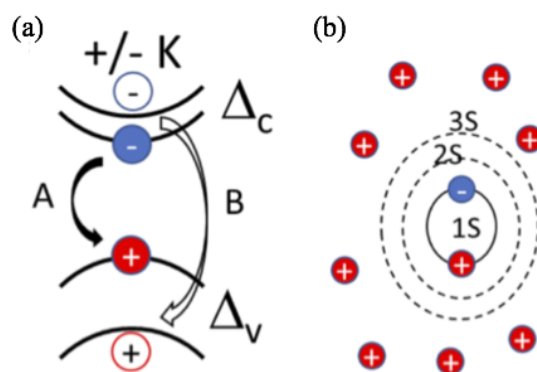 (a)
+/- K
-
Δc
-
A
B
+
Δv
+
(b)
+
+
+
3S
+
2S
-
1S
+
+
+
+
+
+